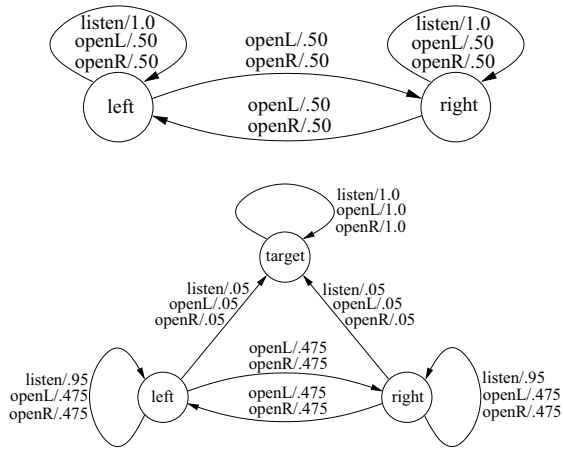 listen/1.0
openL/.50
openR/.50
openL/.50
openR/.50
listen/1.0
openL/.50
openR/.50
left
openL/.50
openR/.50
right
listen/1.0
openL/1.0
openR/1.0
target
listen/.05
openL/.05
openR/.05
listen/.05
openL/.05
openR/.05
openL/.475
openR/.475
listen/.95
openL/.475
openR/.475
left
openL/.475
openR/.475
right
listen/.95
openL/.475
openR/.475